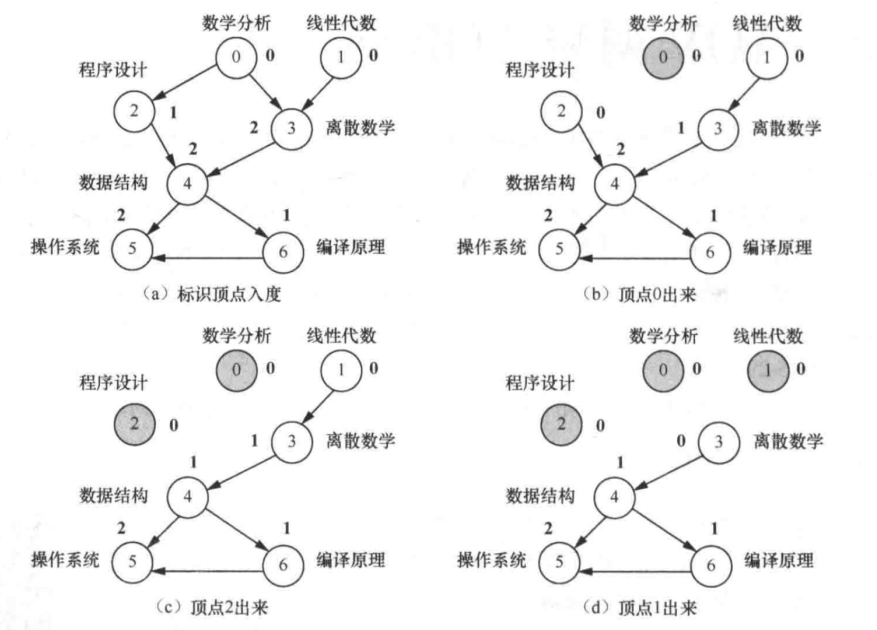 数学分析 线性代数
0 0 1 0
程序设计
2 1 2 3 离散数学
2
数据结构 4
2 1
操作系统 5 6 编译原理
(a) 标识顶点入度
数学分析 线性代数
0 0 1 0
程序设计
2 0 1 3 离散数学
2
数据结构 4
2 1
操作系统 5 6 编译原理
(b) 顶点0出来
数学分析 线性代数
0 0 1 0
程序设计
2 0 1 3 离散数学
1
数据结构 4
2 1
操作系统 5 6 编译原理
(c) 顶点2出来
数学分析 线性代数
0 0 1 0
程序设计
2 0 0 3 离散数学
1
数据结构 4
2 1
操作系统 5 6 编译原理
(d) 顶点1出来